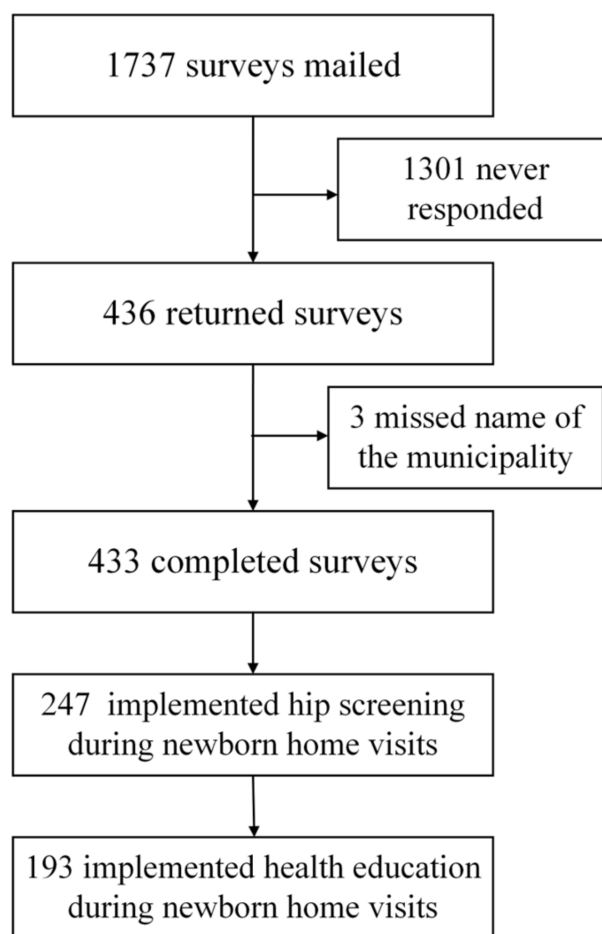 1737 surveys mailed
1301 never
responded
436 returned surveys
3 missed name of
the municipality
433 completed surveys
247 implemented hip screening
during newborn home visits
193 implemented health education
during newborn home visits